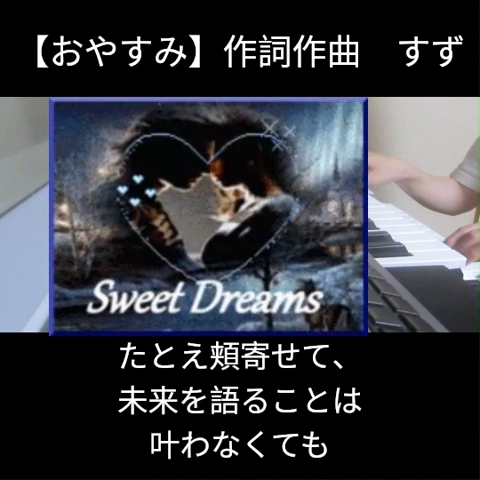 【おやすみ】作詞作曲　すず
Sweet Dreams
たとえ頬寄せて、
未来を語ることは
叶わなくても